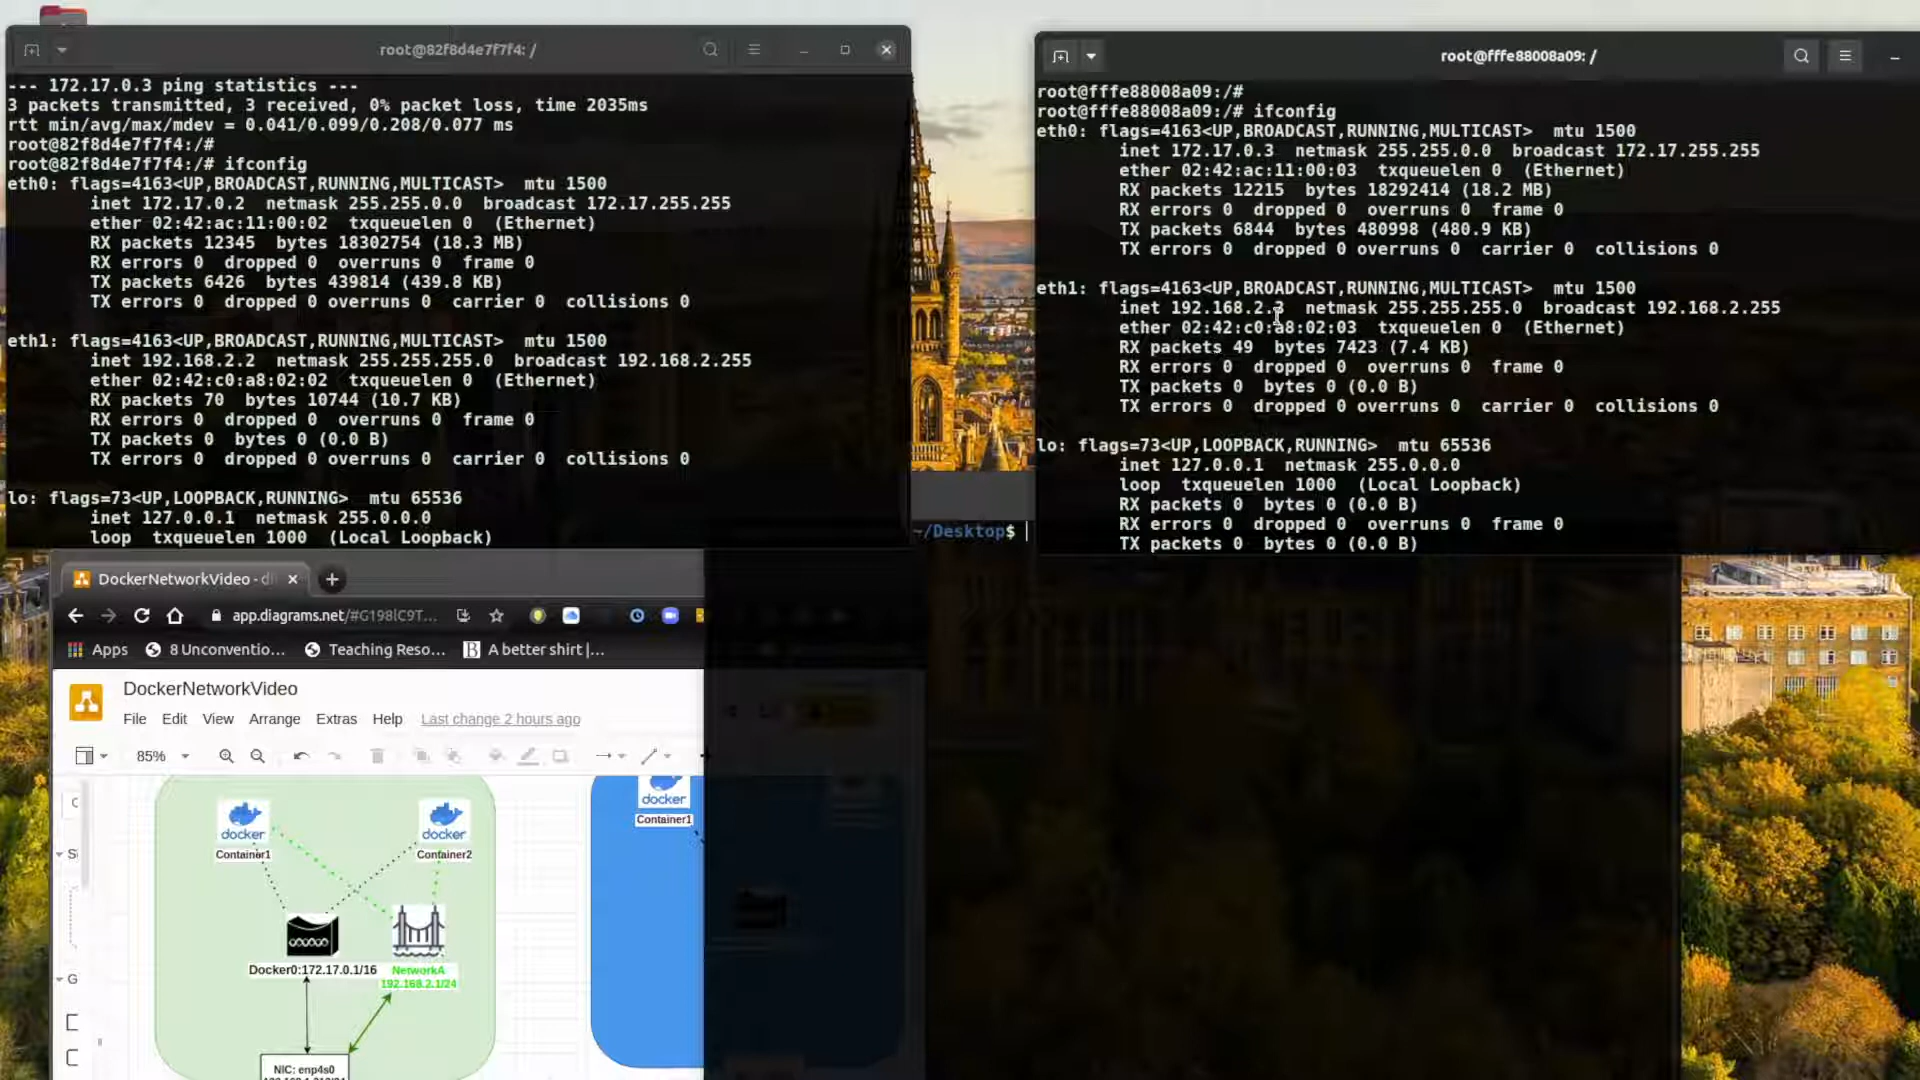 root@82f8d4e7f7f4: /
--- 172.17.0.3 ping statistics ---
3 packets transmitted, 3 received, 0% packet loss, time 2035ms
rtt min/avg/max/mdev = 0.041/0.099/0.208/0.077 ms
root@82f8d4e7f7f4:/#
root@82f8d4e7f7f4:/# ifconfig
eth0: flags=4163<UP,BROADCAST,RUNNING,MULTICAST>  mtu 1500
inet 172.17.0.2  netmask 255.255.0.0  broadcast 172.17.255.255
ether 02:42:ac:11:00:02  txqueuelen 0  (Ethernet)
RX packets 12345  bytes 18302754 (18.3 MB)
RX errors 0  dropped 0  overruns 0  frame 0
TX packets 6426  bytes 439814 (439.8 KB)
TX errors 0  dropped 0 overruns 0  carrier 0  collisions 0
eth1: flags=4163<UP,BROADCAST,RUNNING,MULTICAST>  mtu 1500
inet 192.168.2.2  netmask 255.255.255.0  broadcast 192.168.2.255
ether 02:42:c0:a8:02:02  txqueuelen 0  (Ethernet)
RX packets 70  bytes 10744 (10.7 KB)
RX errors 0  dropped 0  overruns 0  frame 0
TX packets 0  bytes 0 (0.0 B)
TX errors 0  dropped 0 overruns 0  carrier 0  collisions 0
lo: flags=73<UP,LOOPBACK,RUNNING>  mtu 65536
inet 127.0.0.1  netmask 255.0.0.0
loop  txqueuelen 1000  (Local Loopback)
root@fffe88008a09: /
root@fffe88008a09:/#
root@fffe88008a09:/# ifconfig
eth0: flags=4163<UP,BROADCAST,RUNNING,MULTICAST>  mtu 1500
inet 172.17.0.3  netmask 255.255.0.0  broadcast 172.17.255.255
ether 02:42:ac:11:00:03  txqueuelen 0  (Ethernet)
RX packets 12215  bytes 18292414 (18.2 MB)
RX errors 0  dropped 0  overruns 0  frame 0
TX packets 6844  bytes 480998 (480.9 KB)
TX errors 0  dropped 0 overruns 0  carrier 0  collisions 0
eth1: flags=4163<UP,BROADCAST,RUNNING,MULTICAST>  mtu 1500
inet 192.168.2.3  netmask 255.255.255.0  broadcast 192.168.2.255
ether 02:42:c0:a8:02:03  txqueuelen 0  (Ethernet)
RX packets 49  bytes 7423 (7.4 KB)
RX errors 0  dropped 0  overruns 0  frame 0
TX packets 0  bytes 0 (0.0 B)
TX errors 0  dropped 0 overruns 0  carrier 0  collisions 0
lo: flags=73<UP,LOOPBACK,RUNNING>  mtu 65536
inet 127.0.0.1  netmask 255.0.0.0
loop  txqueuelen 1000  (Local Loopback)
RX packets 0  bytes 0 (0.0 B)
RX errors 0  dropped 0  overruns 0  frame 0
TX packets 0  bytes 0 (0.0 B)
~/Desktop$
DockerNetworkVideo - di
app.diagrams.net/#G198lC9T...
Apps 8 Unconventio... Teaching Reso... B A better shirt |...
DockerNetworkVideo
File Edit View Arrange Extras Help Last change 2 hours ago
85%
docker docker docker
Container1
Container1 Container2
Docker0:172.17.0.1/16 NetworkA
192.168.2.1/24
NIC: enp4s0